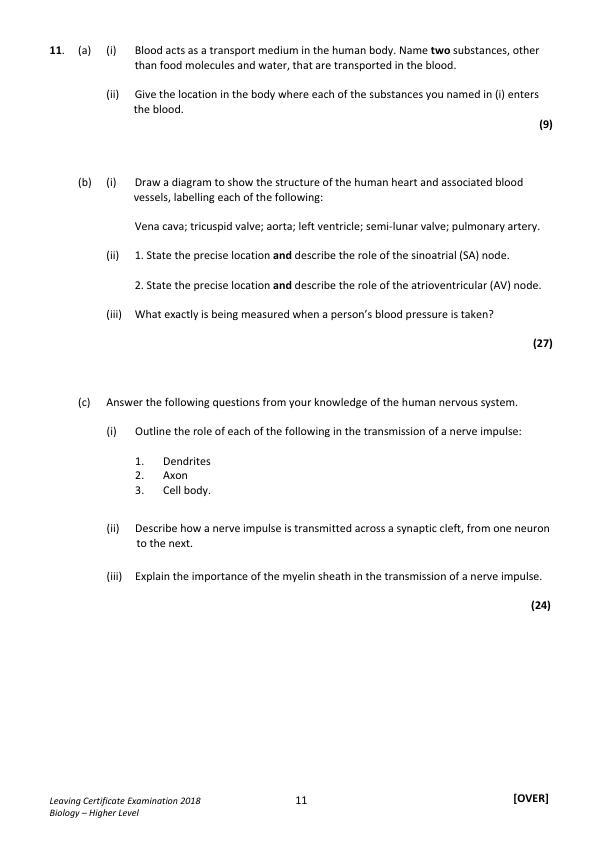 11. (a) (i) Blood acts as a transport medium in the human body. Name two substances, other
than food molecules and water, that are transported in the blood.
(ii) Give the location in the body where each of the substances you named in (i) enters
the blood.
(9)
(b) (i) Draw a diagram to show the structure of the human heart and associated blood
vessels, labelling each of the following:
Vena cava; tricuspid valve; aorta; left ventricle; semi-lunar valve; pulmonary artery.
(ii) 1. State the precise location and describe the role of the sinoatrial (SA) node.
2. State the precise location and describe the role of the atrioventricular (AV) node.
(iii) What exactly is being measured when a person’s blood pressure is taken?
(27)
(c) Answer the following questions from your knowledge of the human nervous system.
(i) Outline the role of each of the following in the transmission of a nerve impulse:
1. Dendrites
2. Axon
3. Cell body.
(ii) Describe how a nerve impulse is transmitted across a synaptic cleft, from one neuron
to the next.
(iii) Explain the importance of the myelin sheath in the transmission of a nerve impulse.
(24)
Leaving Certificate Examination 2018
Biology – Higher Level
11
[OVER]